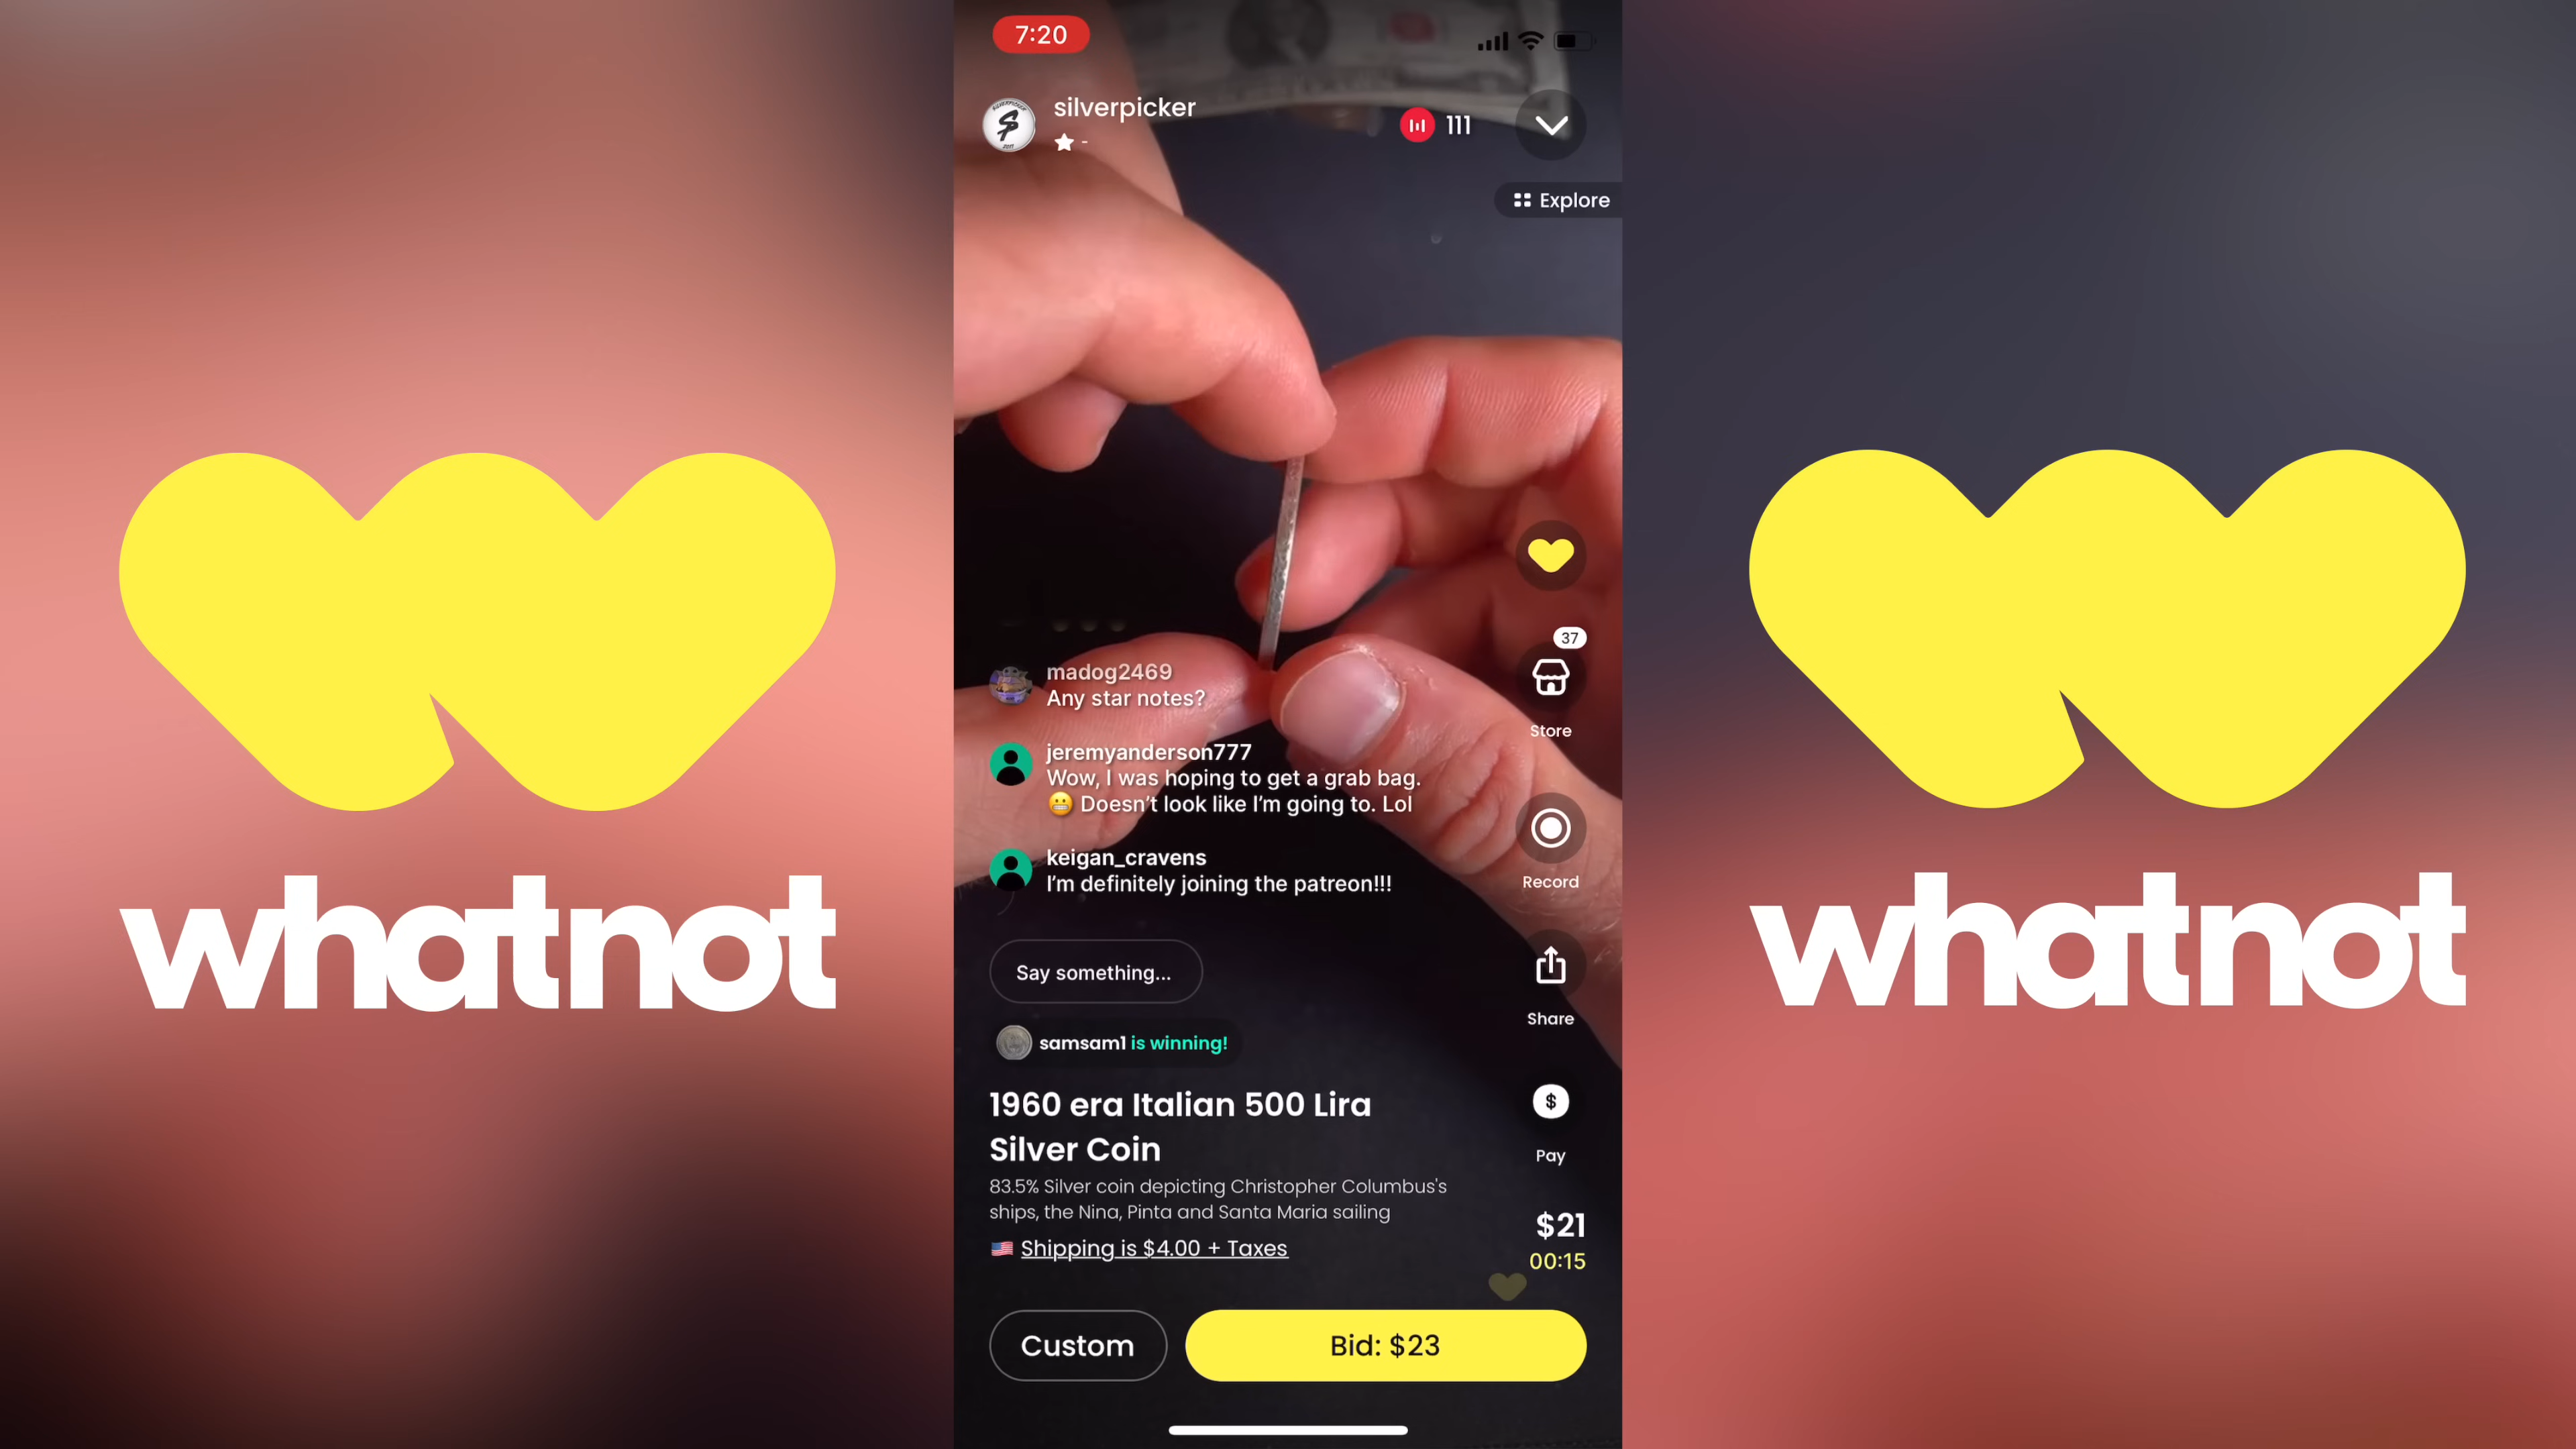 7:20
silverpicker
-
111
Explore
37
madog2469
Any star notes?
Store
jeremyanderson777
Wow, I was hoping to get a grab bag.
😬 Doesn't look like I'm going to. Lol
keigan_cravens
I'm definitely joining the patreon!!!
Record
Say something...
Share
samsam1 is winning!
1960 era Italian 500 Lira
Silver Coin
$
Pay
83.5% Silver coin depicting Christopher Columbus's
ships, the Nina, Pinta and Santa Maria sailing
$21
Shipping is $4.00 + Taxes
00:15
Custom
Bid: $23
whatnot
whatnot